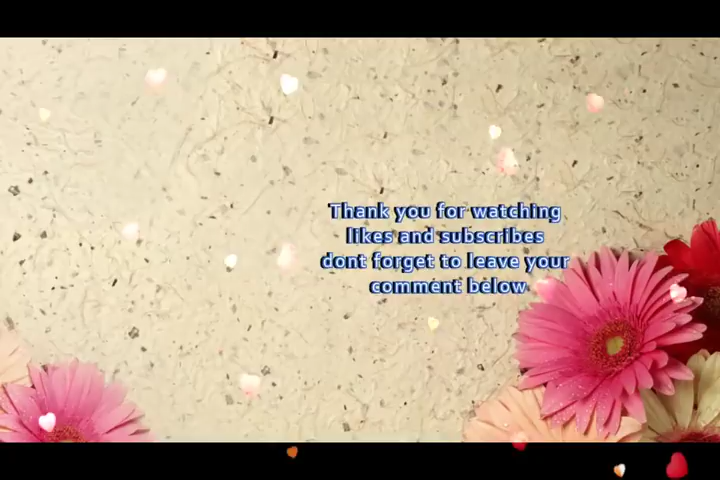 Thank you for watching
likes and subscribes
dont forget to leave your
comment below